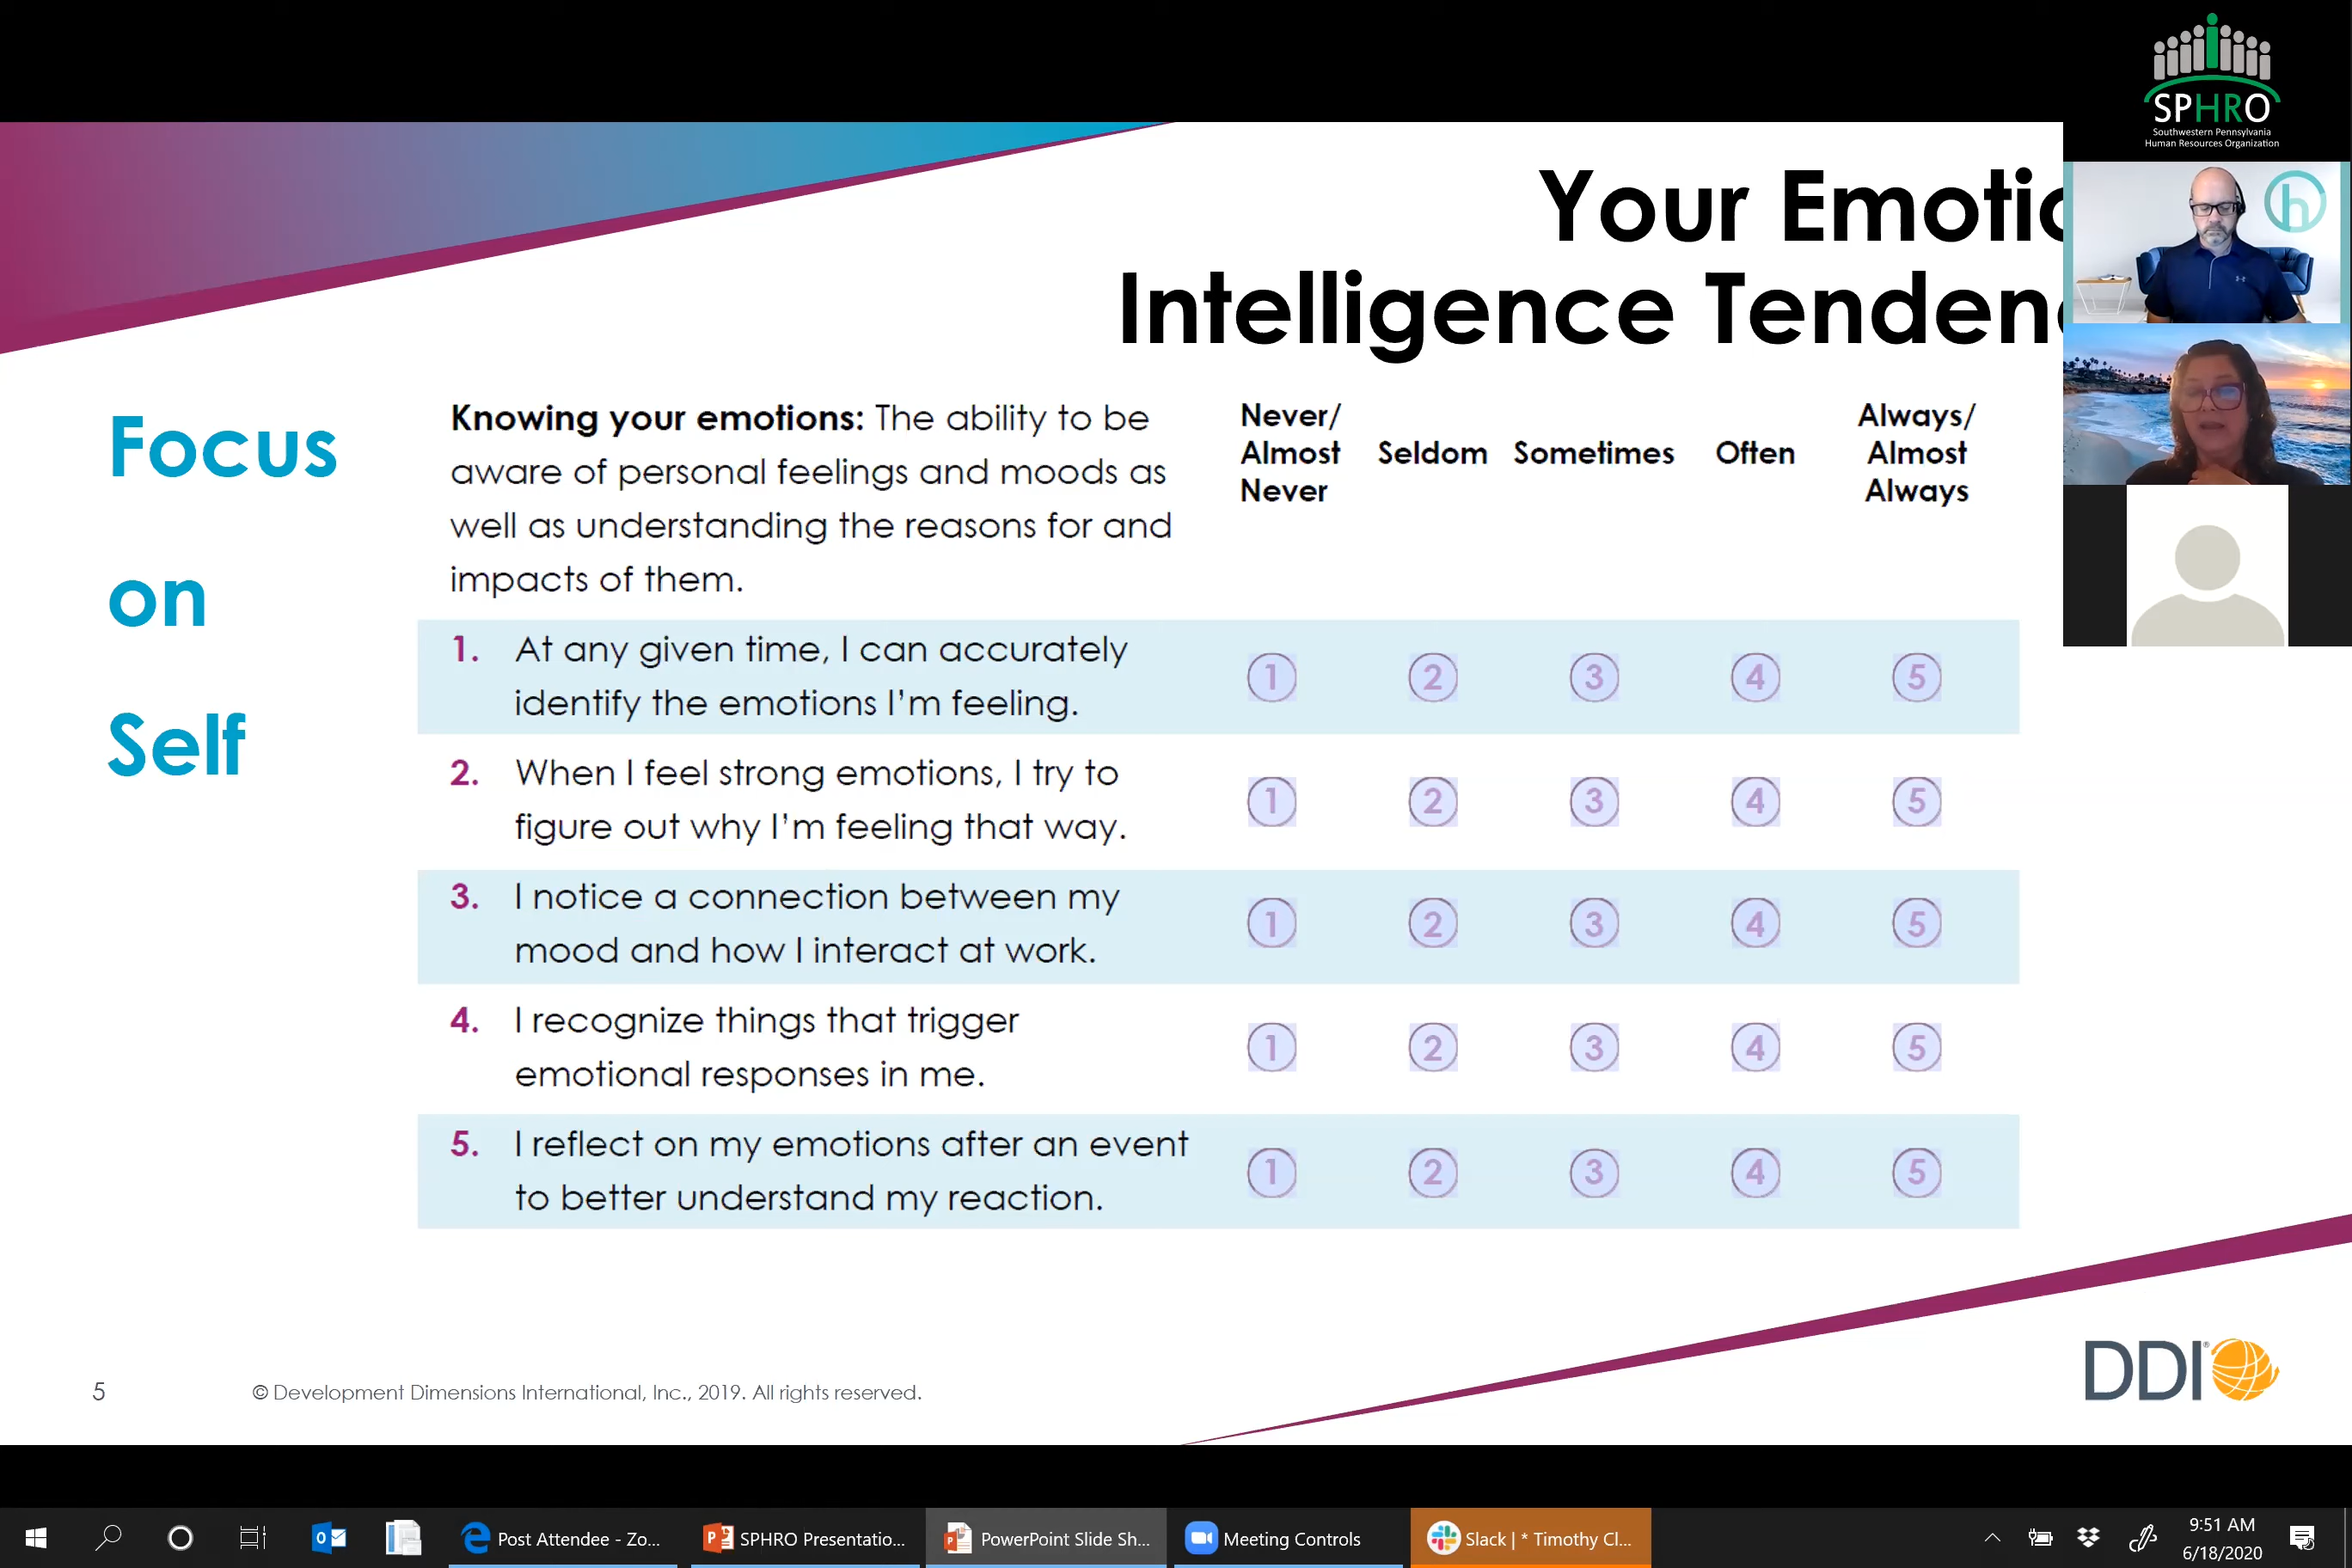 SPHRO
Southwestern Pennsylvania
Human Resources Organization
h
Your Emotio
Intelligence Tenden
Focus
on
Self
Knowing your emotions: The ability to be
aware of personal feelings and moods as
well as understanding the reasons for and
impacts of them.
Never/
Almost
Never
Seldom
Sometimes
Often
Always/
Almost
Always
1. At any given time, I can accurately
identify the emotions I'm feeling.
1 2 3 4 5
2. When I feel strong emotions, I try to
figure out why I'm feeling that way.
1 2 3 4 5
3. I notice a connection between my
mood and how I interact at work.
1 2 3 4 5
4. I recognize things that trigger
emotional responses in me.
1 2 3 4 5
5. I reflect on my emotions after an event
to better understand my reaction.
1 2 3 4 5
5
© Development Dimensions International, Inc., 2019. All rights reserved.
DDI®
Post Attendee - Zo...
SPHRO Presentatio...
PowerPoint Slide Sh...
Meeting Controls
Slack | * Timothy Cl...
9:51 AM
6/18/2020